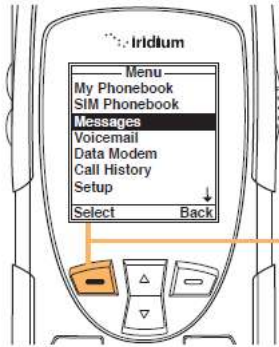 iridium
Menu
My Phonebook
SIM Phonebook
Messages
Voicemail
Data Modem
Call History
Setup
Select Back